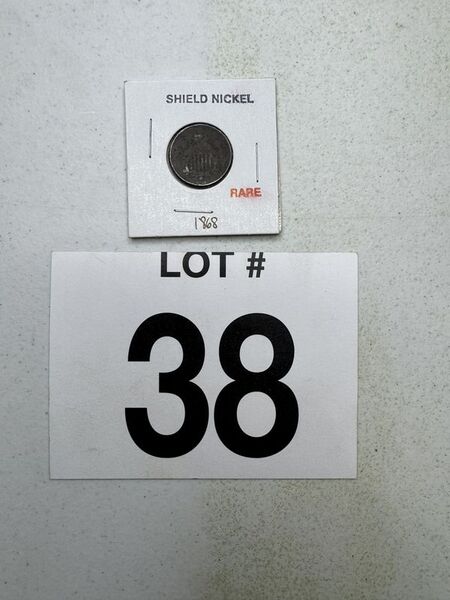 SHIELD NICKEL
RARE
1868
LOT #
38